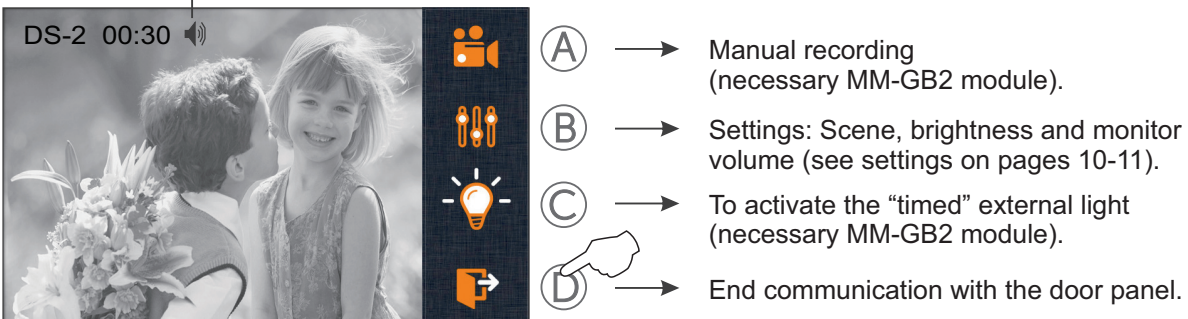 DS-2 00:30
A
Manual recording
(necessary MM-GB2 module).
B
Settings: Scene, brightness and monitor
volume (see settings on pages 10-11).
C
To activate the “timed” external light
(necessary MM-GB2 module).
D
End communication with the door panel.